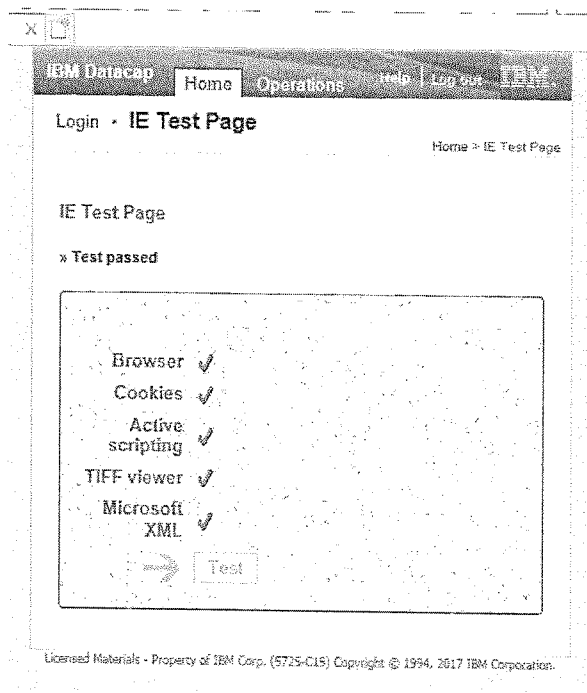 IBM Datacap Home Operations Help | Log out IBM.
Login • IE Test Page
Home > IE Test Page
IE Test Page
» Test passed
Browser
Cookies
Active
scripting
TIFF viewer
Microsoft
XML
Test
Licensed Materials - Property of IBM Corp. (5725-C15) Copyright © 1994, 2017 IBM Corporation.